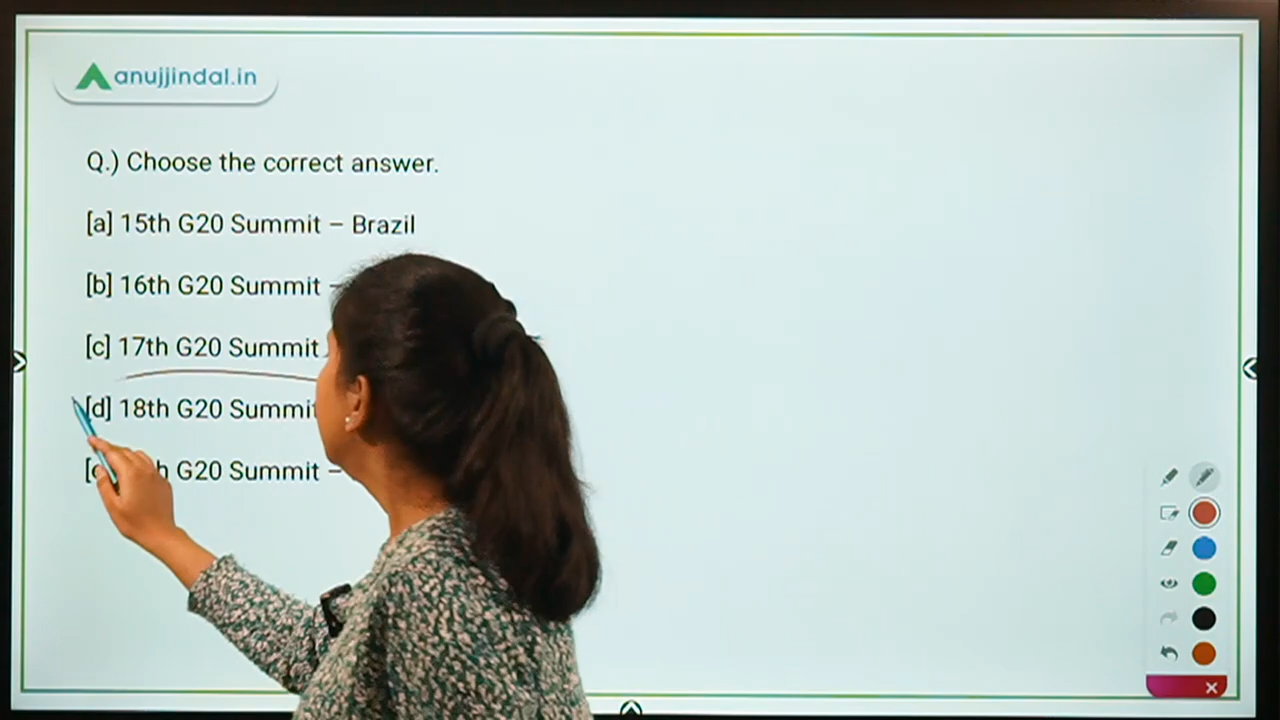 anujjindal.in
Q.) Choose the correct answer.
[a] 15th G20 Summit – Brazil
[b] 16th G20 Summit –
[c] 17th G20 Summit
[d] 18th G20 Summit
G20 Summit –